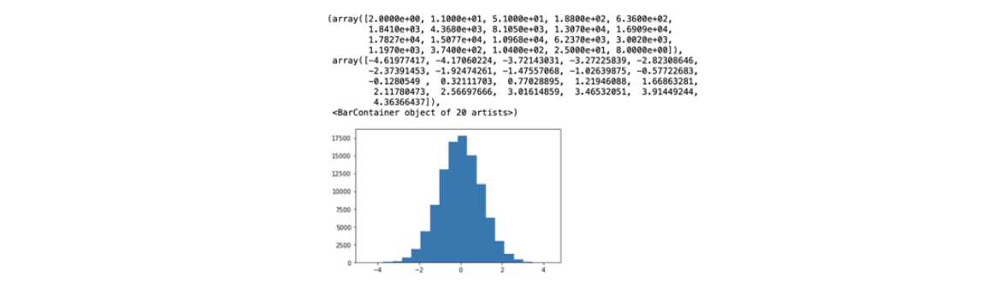 (array([2.0000e+00, 1.1000e+01, 5.1000e+01, 1.8800e+02, 6.3600e+02,
1.8410e+03, 4.3680e+03, 8.1050e+03, 1.3070e+04, 1.6909e+04,
1.7827e+04, 1.5077e+04, 1.0968e+04, 6.2370e+03, 3.0020e+03,
1.1970e+03, 3.7400e+02, 1.0400e+02, 2.5000e+01, 8.0000e+00]),
array([-4.61977417, -4.17060224, -3.72143031, -3.27225839, -2.82308646,
-2.37391453, -1.92474261, -1.47557068, -1.02639875, -0.57722683,
-0.1280549 , 0.32111703, 0.77028895, 1.21946088, 1.66863281,
2.11780473, 2.56697666, 3.01614859, 3.46532051, 3.91449244,
4.36366437]),
<BarContainer object of 20 artists>)
17500
15000
12500
10000
7500
5000
2500
0
−4 −2 0 2 4